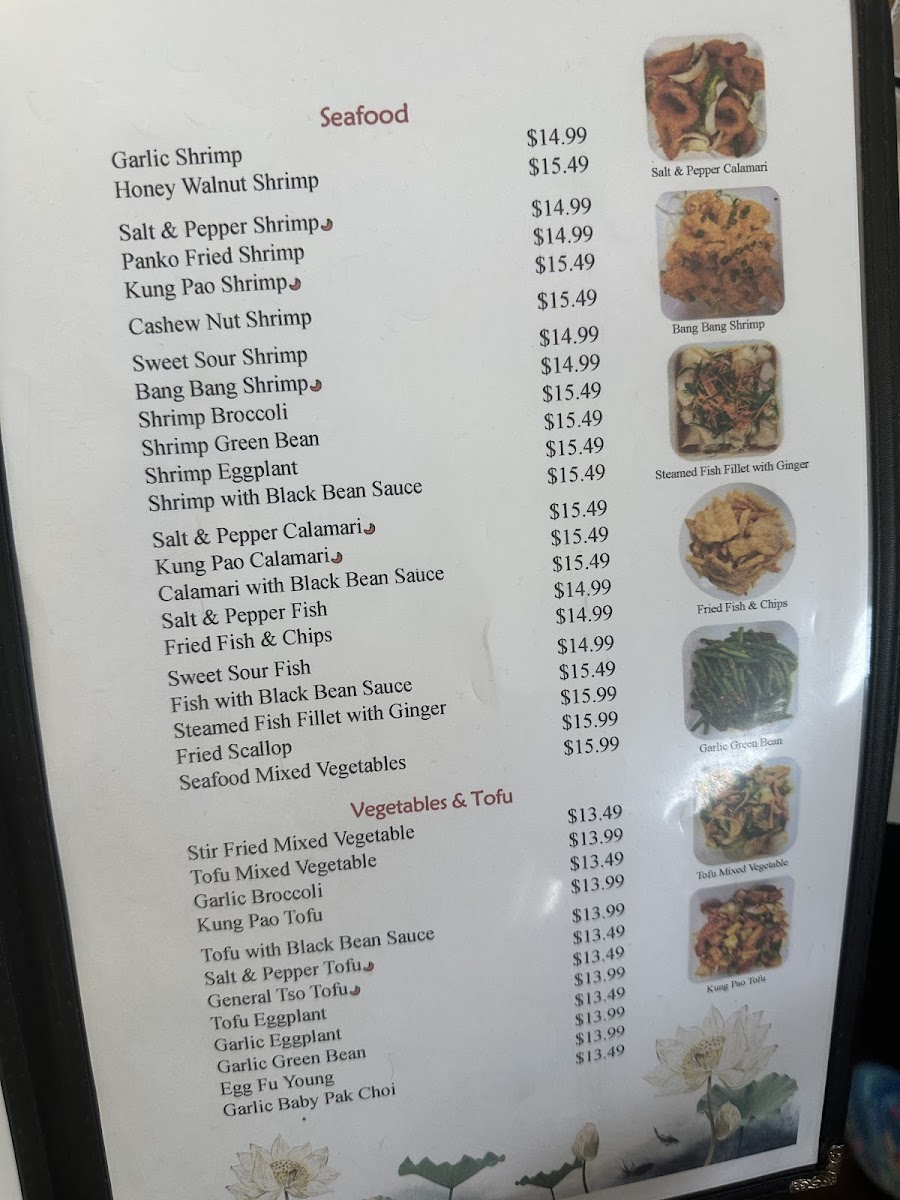 Seafood
Garlic Shrimp $14.99
Honey Walnut Shrimp $15.49
Salt & Pepper Shrimp $14.99
Panko Fried Shrimp $14.99
Kung Pao Shrimp $15.49
Cashew Nut Shrimp $15.49
Sweet Sour Shrimp $14.99
Bang Bang Shrimp $14.99
Shrimp Broccoli $15.49
Shrimp Green Bean $15.49
Shrimp Eggplant $15.49
Shrimp with Black Bean Sauce $15.49
Salt & Pepper Calamari $15.49
Kung Pao Calamari $15.49
Calamari with Black Bean Sauce $15.49
Salt & Pepper Fish $14.99
Fried Fish & Chips $14.99
Sweet Sour Fish $14.99
Fish with Black Bean Sauce $15.49
Steamed Fish Fillet with Ginger $15.99
Fried Scallop $15.99
Seafood Mixed Vegetables $15.99
Vegetables & Tofu
Stir Fried Mixed Vegetable $13.49
Tofu Mixed Vegetable $13.99
Garlic Broccoli $13.49
Kung Pao Tofu $13.99
Tofu with Black Bean Sauce $13.99
Salt & Pepper Tofu $13.49
General Tso Tofu $13.49
Tofu Eggplant $13.99
Garlic Eggplant $13.49
Garlic Green Bean $13.99
Egg Fu Young $13.99
Garlic Baby Pak Choi $13.49
Salt & Pepper Calamari
Bang Bang Shrimp
Steamed Fish Fillet with Ginger
Fried Fish & Chips
Garlic Green Bean
Tofu Mixed Vegetable
Kung Pao Tofu